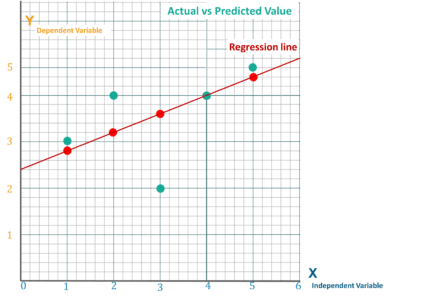 Actual vs Predicted Value
Y
Dependent Variable
Regression line
5
4
3
2
1
0 1 2 3 4 5 6
X
Independent Variable